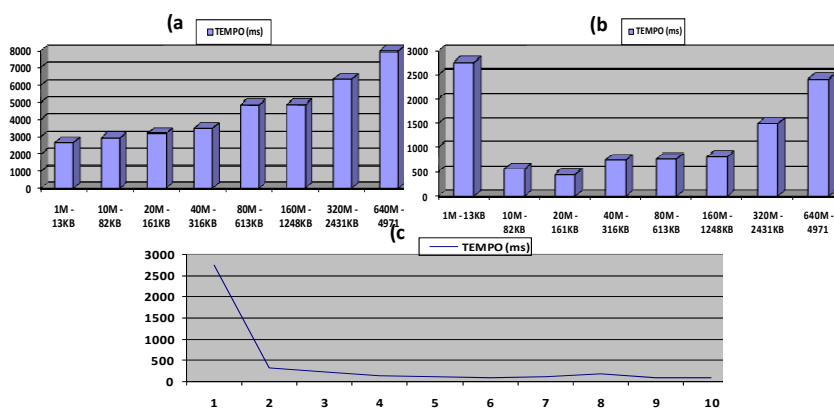 (a
TEMPO (ms)
8000
7000
6000
5000
4000
3000
2000
1000
0
1M - 13KB
10M - 82KB
20M - 161KB
40M - 316KB
80M - 613KB
160M - 1248KB
320M - 2431KB
640M - 4971
(b
TEMPO (ms)
3000
2500
2000
1500
1000
500
0
1M -13KB
10M - 82KB
20M - 161KB
40M - 316KB
80M - 613KB
160M - 1248KB
320M - 2431KB
640M - 4971
(c
TEMPO (ms)
3000
2500
2000
1500
1000
500
0
1 2 3 4 5 6 7 8 9 10